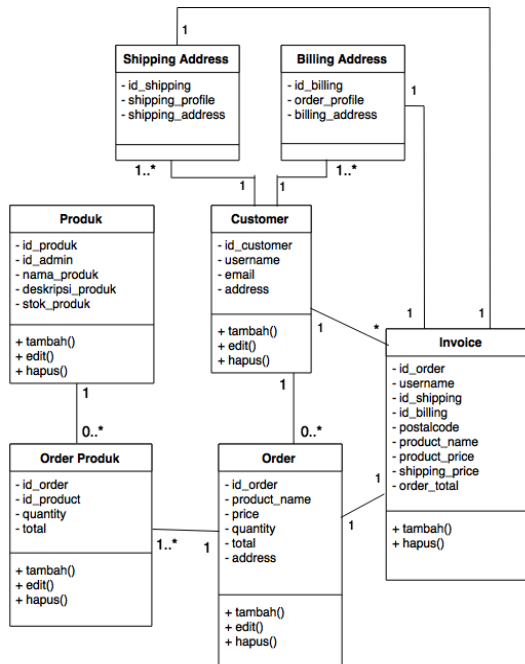 1
Shipping Address
- id_shipping
- shipping_profile
- shipping_address
1..*
1
Billing Address
- id_billing
- order_profile
- billing_address
1
1..*
1
Produk
- id_produk
- id_admin
- nama_produk
- deskripsi_produk
- stok_produk
+ tambah()
+ edit()
+ hapus()
1
0..*
Customer
- id_customer
- username
- email
- address
+ tambah()
+ edit()
+ hapus()
1
*
1
0..*
1
1
Invoice
- id_order
- username
- id_shipping
- id_billing
- postalcode
- product_name
- product_price
- shipping_price
- order_total
+ tambah()
+ hapus()
Order Produk
- id_order
- id_product
- quantity
- total
+ tambah()
+ edit()
+ hapus()
1..*
1
Order
- id_order
- product_name
- price
- quantity
- total
- address
+ tambah()
+ edit()
+ hapus()
1
1